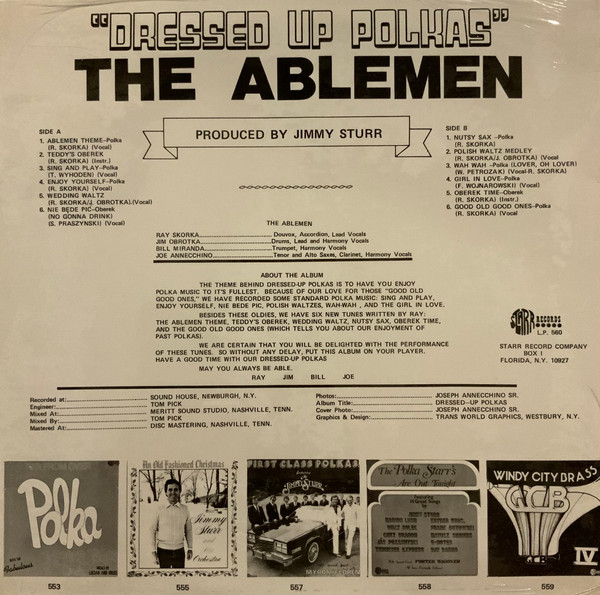 “DRESSED UP POLKAS”
THE ABLEMEN
PRODUCED BY JIMMY STURR
SIDE A
1. ABLEMEN THEME–Polka
(R. SKORKA) (Vocal)
2. TEDDY'S OBEREK
(R. SKORKA) (Instr.)
3. SING AND PLAY–Polka
(T. WYHODEN) (Vocal)
4. ENJOY YOURSELF–Polka
(R. SKORKA) (Vocal)
5. WEDDING WALTZ
(R. SKORKA/J. OBROTKA).(Vocal)
6. NIE BĘDE PIC–Oberek
(NO GONNA DRINK)
(S. PRASZYNSKI) (Vocal)
SIDE B
1. NUTSY SAX –Polka
(R. SKORKA)
2. POLISH WALTZ MEDLEY
(R. SKORKA/J. OBROTKA) (Vocal
3. WAH WAH –Polka (LOVER, OH LOVER)
(W. PETROZAK) (Vocal-R. SKORKA)
4. GIRL IN LOVE–Polka
(F. WOJNAROWSKI) (Vocal)
5. OBEREK TIME–Oberek
(R. SKORKA) (Instr.)
6. GOOD OLD GOOD ONES–Polka
(R. SKORKA) (Vocal
THE ABLEMEN
RAY SKORKA Douvox, Accordion, Lead Vocals
JIM OBROTKA Drums, Lead and Harmony Vocals
BILL MIRANDA Trumpet, Harmony Vocals
JOE ANNECCHINO Tenor and Alto Saxes, Clarinet, Harmony Vocals
ABOUT THE ALBUM
THE THEME BEHIND DRESSED-UP POLKAS IS TO HAVE YOU ENJOY
POLKA MUSIC TO IT'S FULLEST. BECAUSE OF OUR LOVE FOR THOSE “GOOD OLD
GOOD ONES,” WE HAVE RECORDED SOME STANDARD POLKA MUSIC: SING AND PLAY,
ENJOY YOURSELF, NIE BEDE PIC, POLISH WALTZES, WAH-WAH , AND THE GIRL IN LOVE.
BESIDES THESE OLDIES, WE HAVE SIX NEW TUNES WRITTEN BY RAY:
THE ABLEMEN THEME, TEDDY'S OBEREK, WEDDING WALTZ, NUTSY SAX, OBEREK TIME,
AND THE GOOD OLD GOOD ONES (WHICH TELLS YOU ABOUT OUR ENJOYMENT OF
PAST POLKAS).
WE ARE CERTAIN THAT YOU WILL BE DELIGHTED WITH THE PERFORMANCE
OF THESE TUNES. SO WITHOUT ANY DELAY, PUT THIS ALBUM ON YOUR PLAYER.
HAVE A GOOD TIME WITH OUR DRESSED-UP POLKAS
MAY YOU ALWAYS BE ABLE.
RAY JIM BILL JOE
STARR RECORDS
L.P. 560
STARR RECORD COMPANY
BOX I
FLORIDA, N.Y. 10927
Recorded at: SOUND HOUSE, NEWBURGH, N.Y.
Engineer: TOM PICK
Mixed At: MERITT SOUND STUDIO, NASHVILLE, TENN.
Mixed By: TOM PICK
Mastered At: DISC MASTERING, NASHVILLE, TENN.
Photos: JOSEPH ANNECCHINO SR.
Album Title: DRESSED–UP POLKAS
Cover Photo: JOSEPH ANNECCHINO SR.
Graphics & Design: TRANS WORLD GRAPHICS, WESTBURY, N.Y.
Polka
Fabulous
An Old Fashioned Christmas
Jimmy
Sturr
and
Orchestra
FIRST CLASS POLKAS
Jimmy Sturr
The Polka Starr's
Are Out Tonight
WINDY CITY BRASS
WCB
IV
553 555 557 558 559